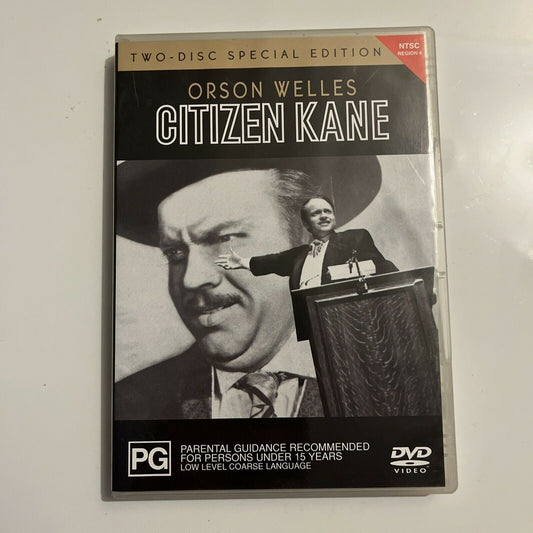 TWO-DISC SPECIAL EDITION
NTSC
REGION 4
ORSON WELLES
CITIZEN KANE
PG
PARENTAL GUIDANCE RECOMMENDED
FOR PERSONS UNDER 15 YEARS
LOW LEVEL COARSE LANGUAGE
DVD
VIDEO